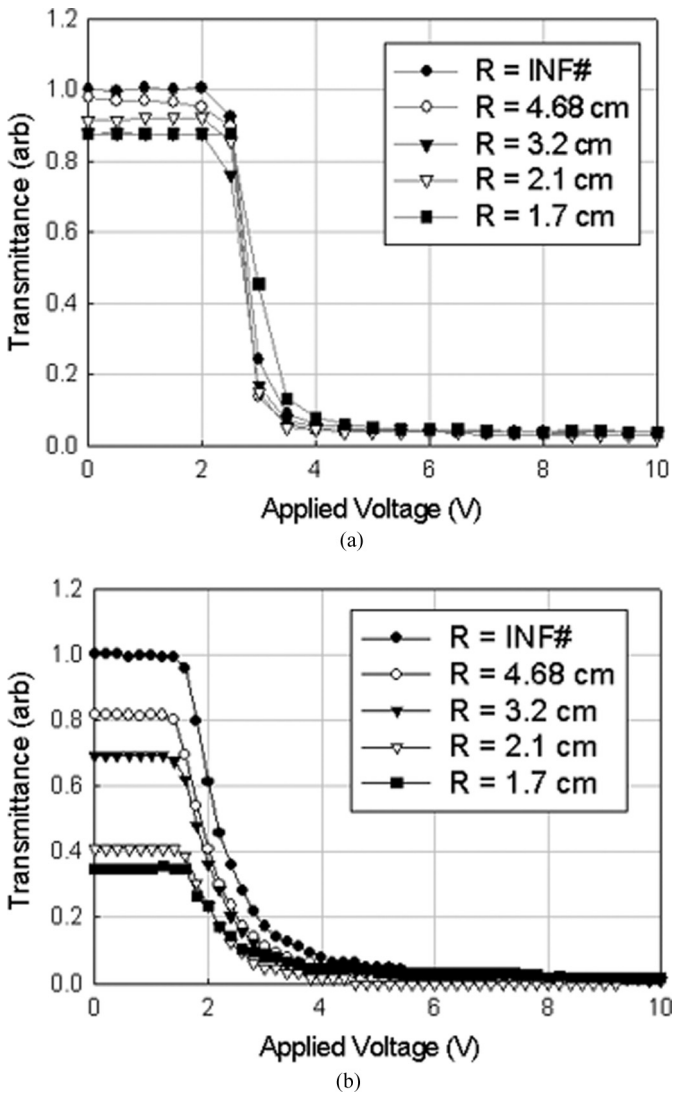 1.2
1.0
0.8
0.6
0.4
0.2
0.0
Transmittance (arb)
R = INF#
R = 4.68 cm
R = 3.2 cm
R = 2.1 cm
R = 1.7 cm
0 2 4 6 8 10
Applied Voltage (V)
(a)
1.2
1.0
0.8
0.6
0.4
0.2
0.0
Transmittance (arb)
R = INF#
R = 4.68 cm
R = 3.2 cm
R = 2.1 cm
R = 1.7 cm
0 2 4 6 8 10
Applied Voltage (V)
(b)